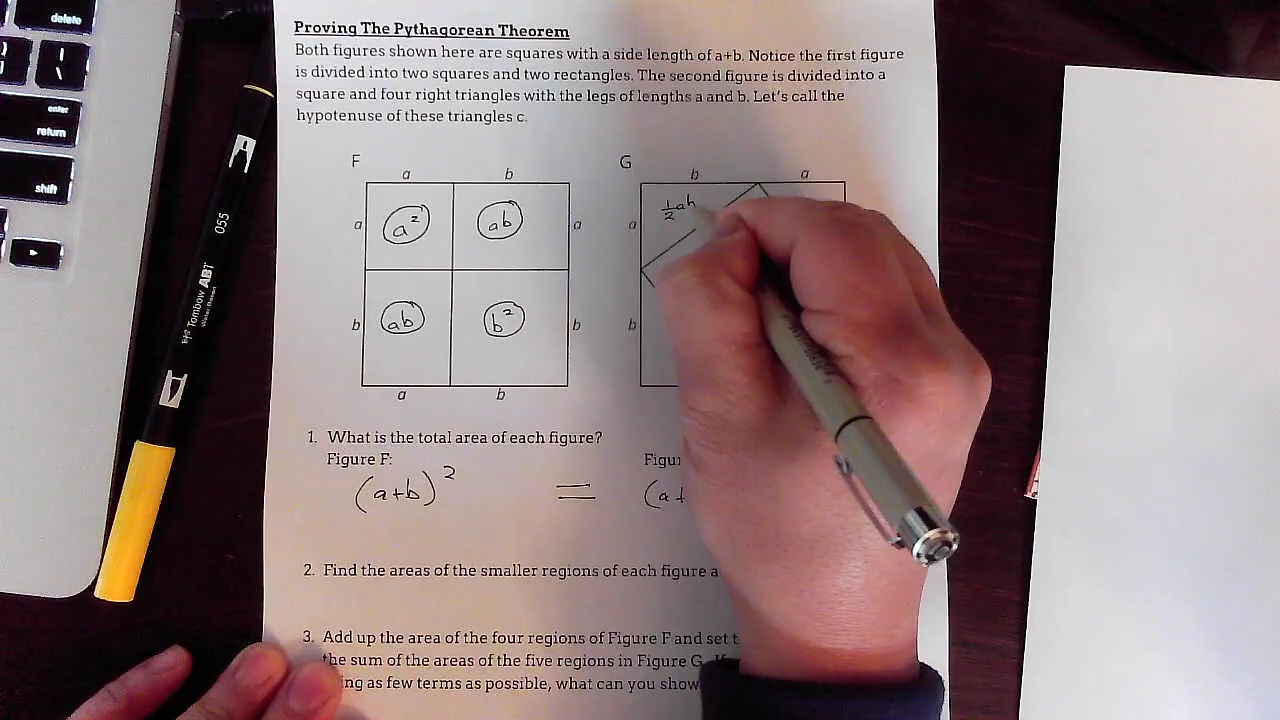 delete
enter
return
shift
055
Tombow ABT
Proving The Pythagorean Theorem
Both figures shown here are squares with a side length of a+b. Notice the first figure
is divided into two squares and two rectangles. The second figure is divided into a
square and four right triangles with the legs of lengths a and b. Let's call the
hypotenuse of these triangles c.
F
G
a b
b a
a a² ab a
a ½ab
b ab b² b
b
a b
1. What is the total area of each figure?
Figure F: Figu
(a+b)² = (a+
2. Find the areas of the smaller regions of each figure a
3. Add up the area of the four regions of Figure F and set t
the sum of the areas of the five regions in Figure G.
ing as few terms as possible, what can you show